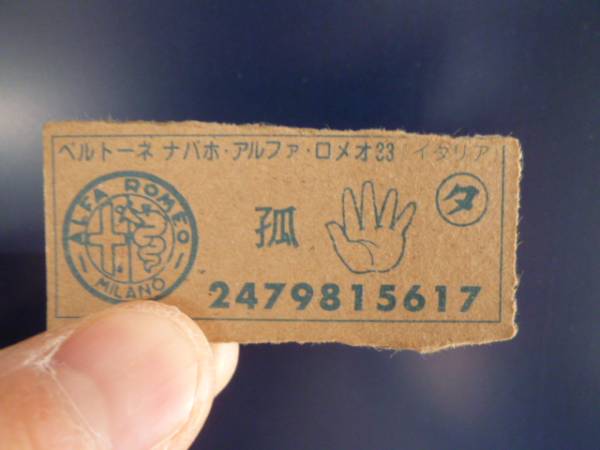 ベルトーネ ナバホ・アルファ・ロメオ33 イタリア
タ
ALFA ROMEO
MILANO
孤
2479815617